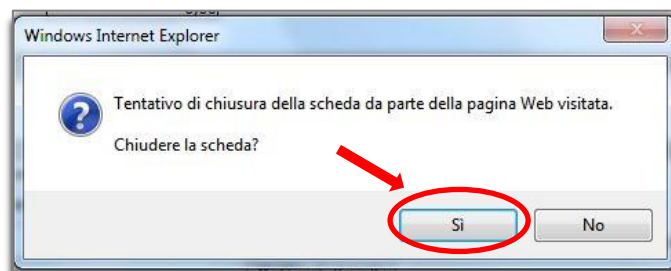 Windows Internet Explorer
Tentativo di chiusura della scheda da parte della pagina Web visitata.
Chiudere la scheda?
Sì
No